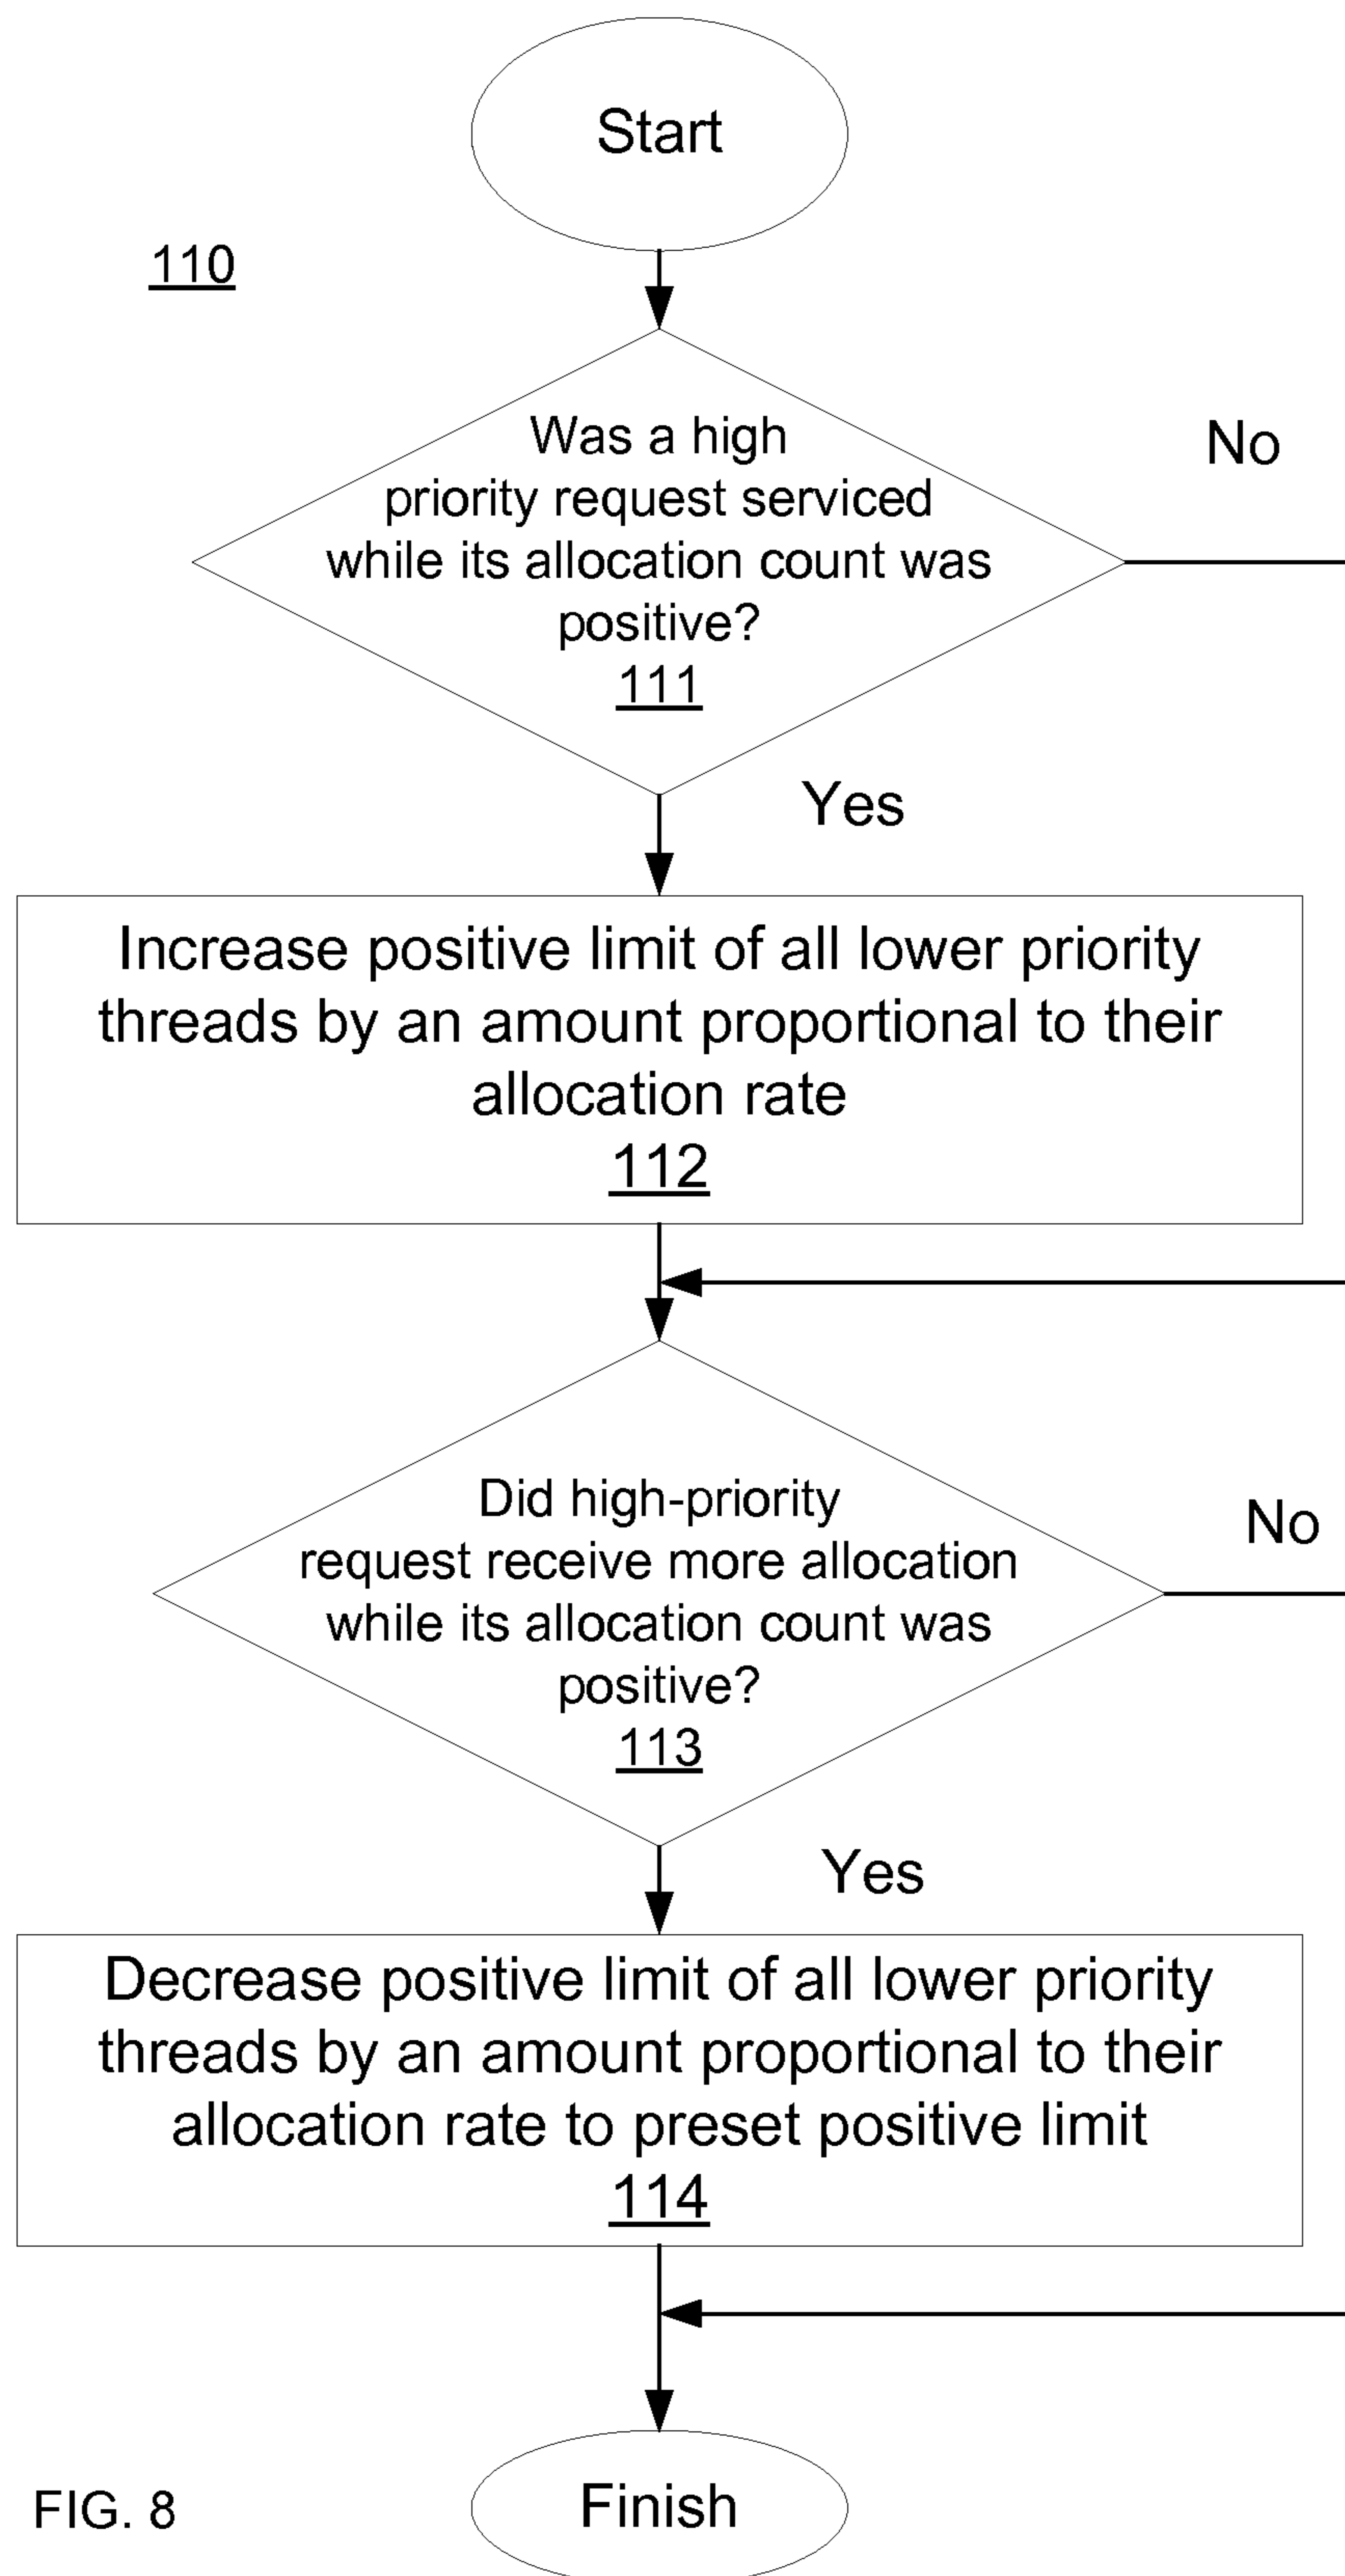 Start
110
Was a high
priority request serviced
while its allocation count was
positive?
111
No
Yes
Increase positive limit of all lower priority
threads by an amount proportional to their
allocation rate
112
Did high-priority
request receive more allocation
while its allocation count was
positive?
113
No
Yes
Decrease positive limit of all lower priority
threads by an amount proportional to their
allocation rate to preset positive limit
114
Finish
FIG. 8